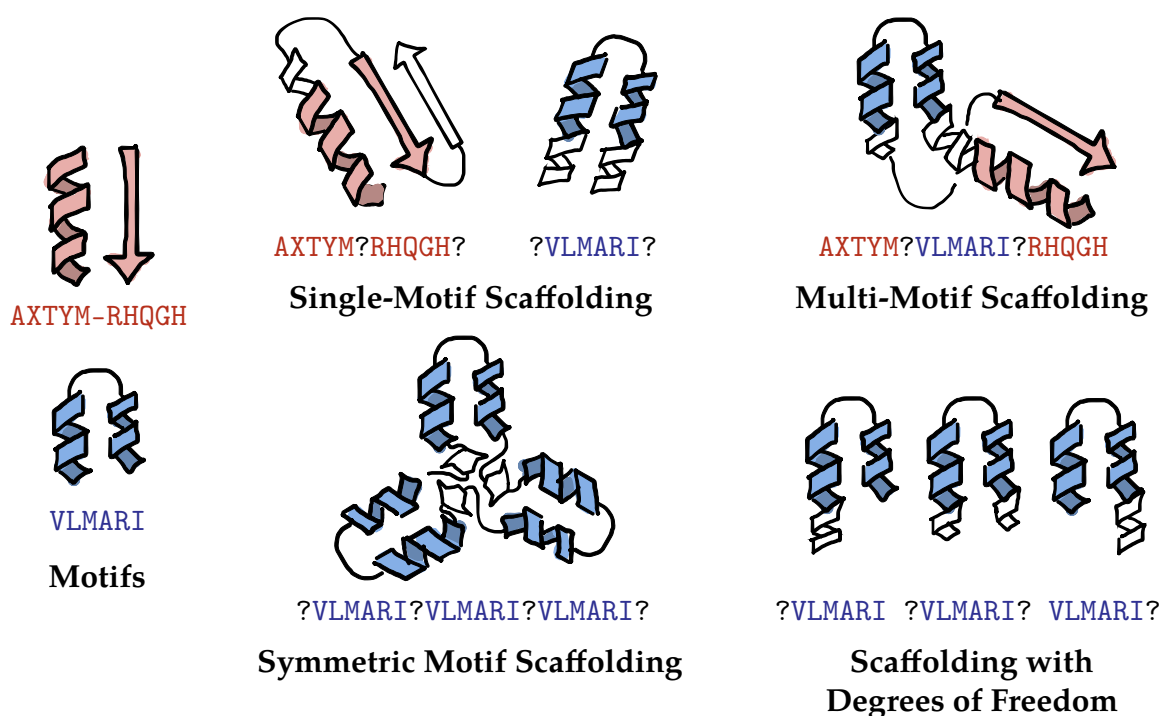 AXTYM-RHQGH
VLMARI
Motifs
AXTYM?RHQGH?
?VLMARI?
Single-Motif Scaffolding
AXTYM?VLMARI?RHQGH
Multi-Motif Scaffolding
?VLMARI?VLMARI?VLMARI?
Symmetric Motif Scaffolding
?VLMARI ?VLMARI? VLMARI?
Scaffolding with
Degrees of Freedom